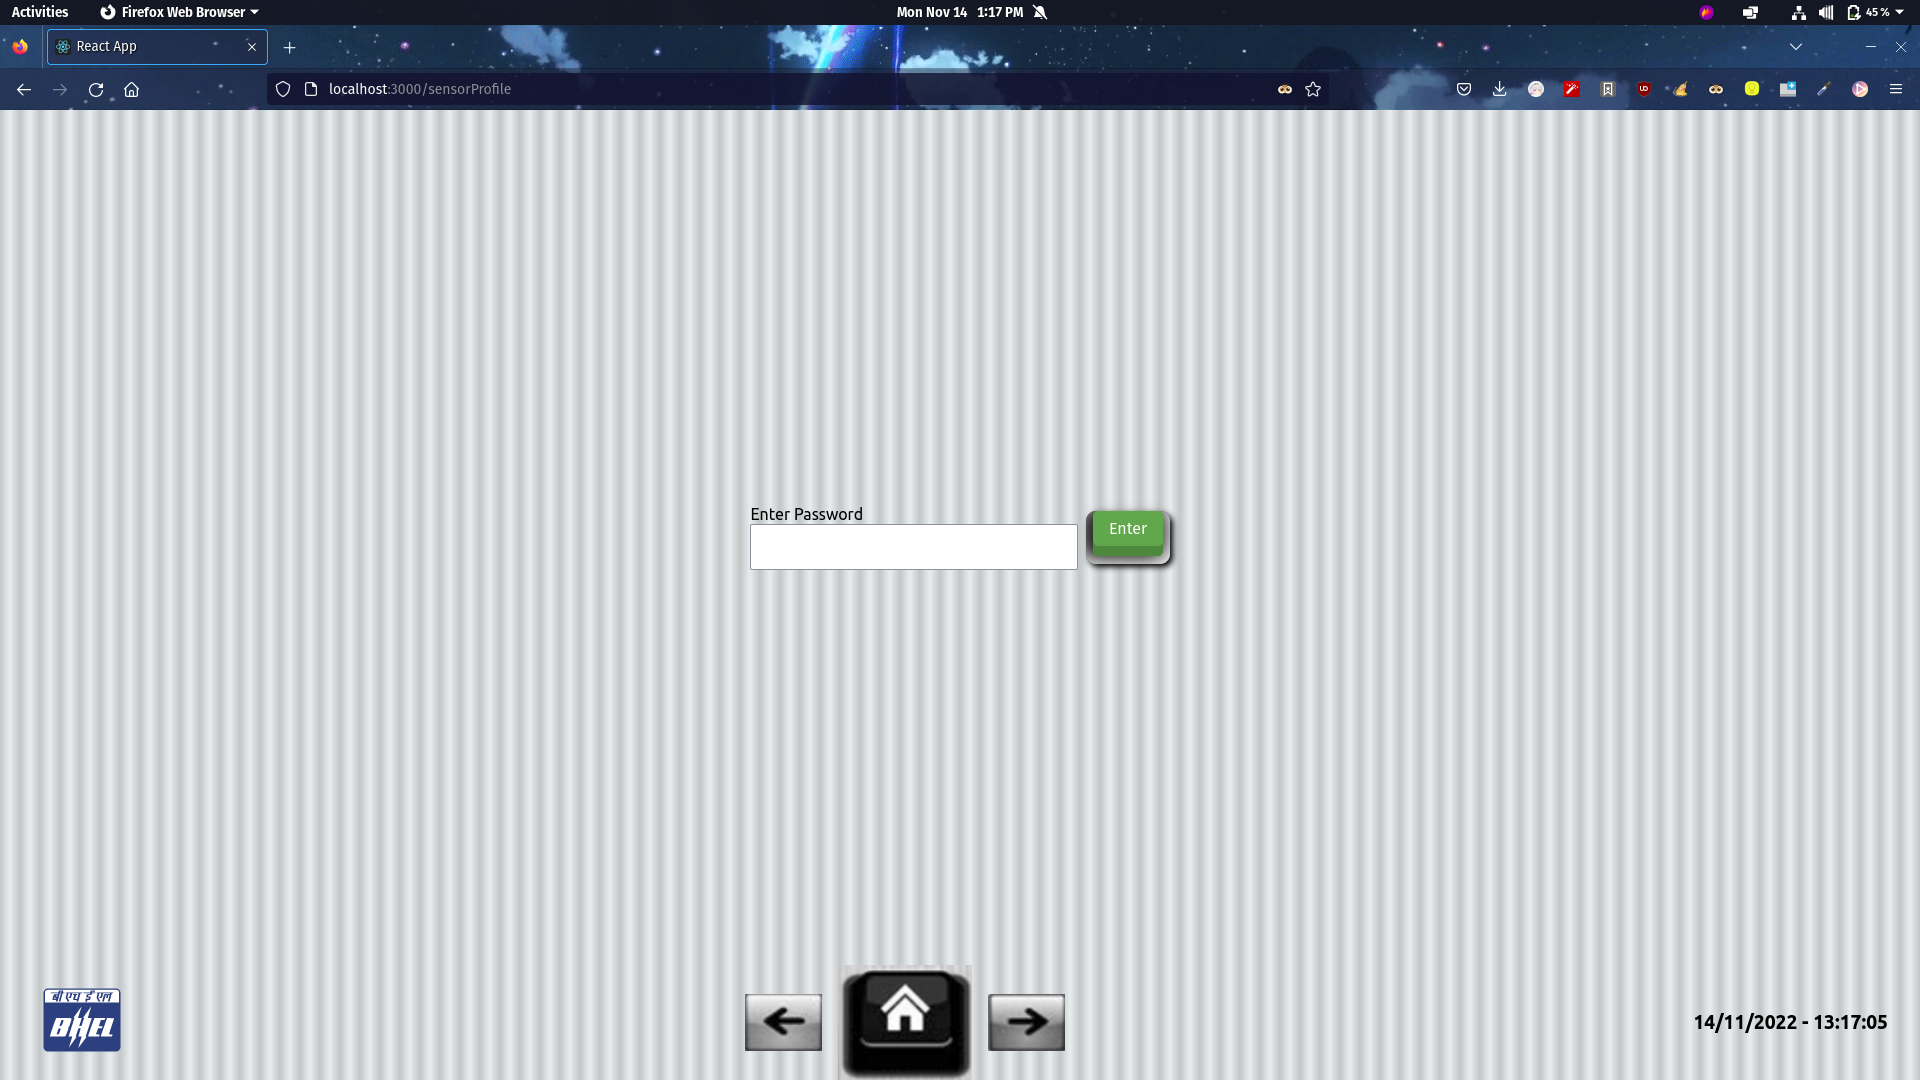 Activities
Firefox Web Browser
Mon Nov 14 1:17 PM
45 %
React App
localhost:3000/sensorProfile
Enter Password
Enter
बी एच ई एल
BHEL
14/11/2022 - 13:17:05